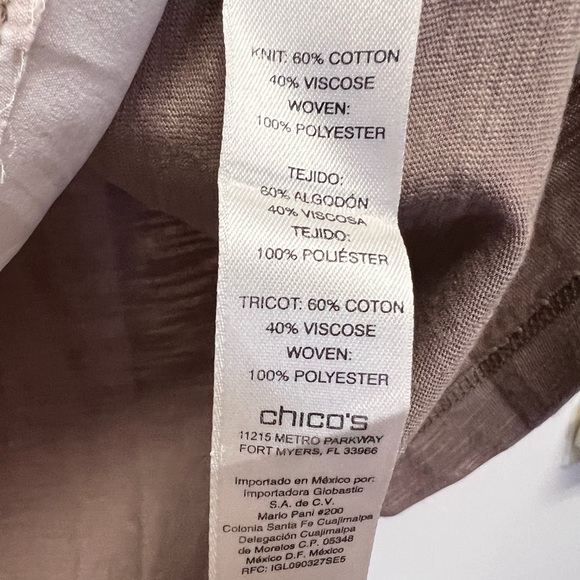 KNIT: 60% COTTON
40% VISCOSE
WOVEN:
100% POLYESTER
TEJIDO:
60% ALGODÓN
40% VISCOSA
TEJIDO:
100% POLIÉSTER
TRICOT: 60% COTON
40% VISCOSE
WOVEN:
100% POLYESTER
chico's
11215 METRO PARKWAY
FORT MYERS, FL 33966
Importado en México por:
Importadora Globastic
S.A. de C.V.
Mario Pani #200
Colonia Santa Fe Cuajimalpa
Delegación Cuajimalpa
de Morelos C.P. 05348
México D.F. México
RFC: IGL090327SE5